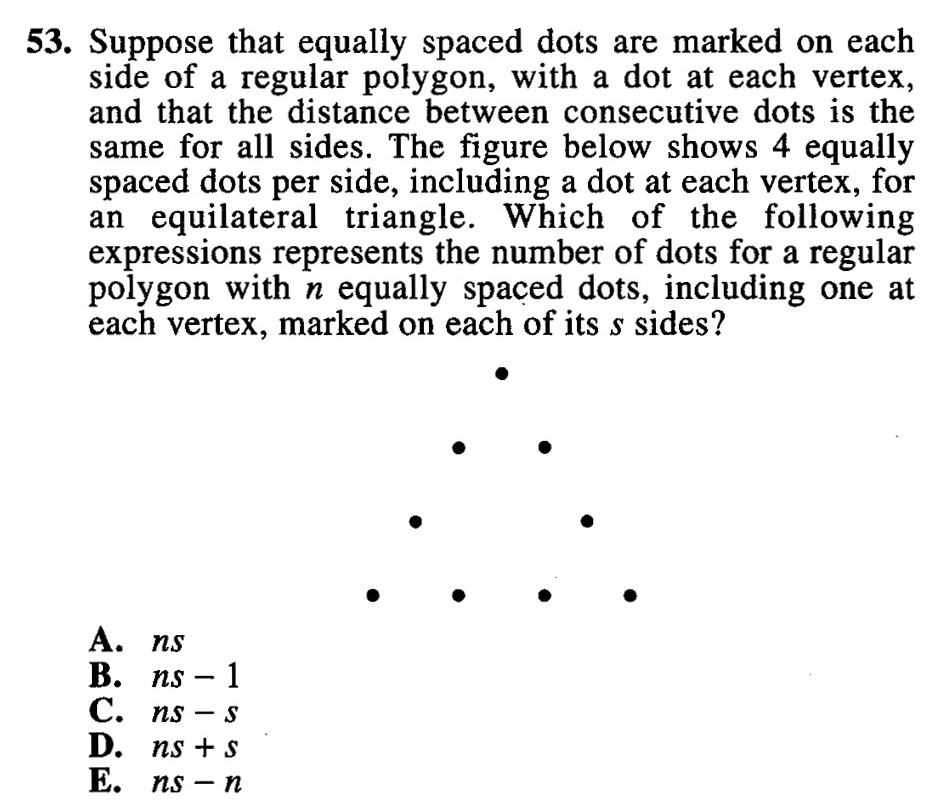 53. Suppose that equally spaced dots are marked on each
side of a regular polygon, with a dot at each vertex,
and that the distance between consecutive dots is the
same for all sides. The figure below shows 4 equally
spaced dots per side, including a dot at each vertex, for
an equilateral triangle. Which of the following
expressions represents the number of dots for a regular
polygon with n equally spaced dots, including one at
each vertex, marked on each of its s sides?
A. ns
B. ns − 1
C. ns − s
D. ns + s
E. ns − n